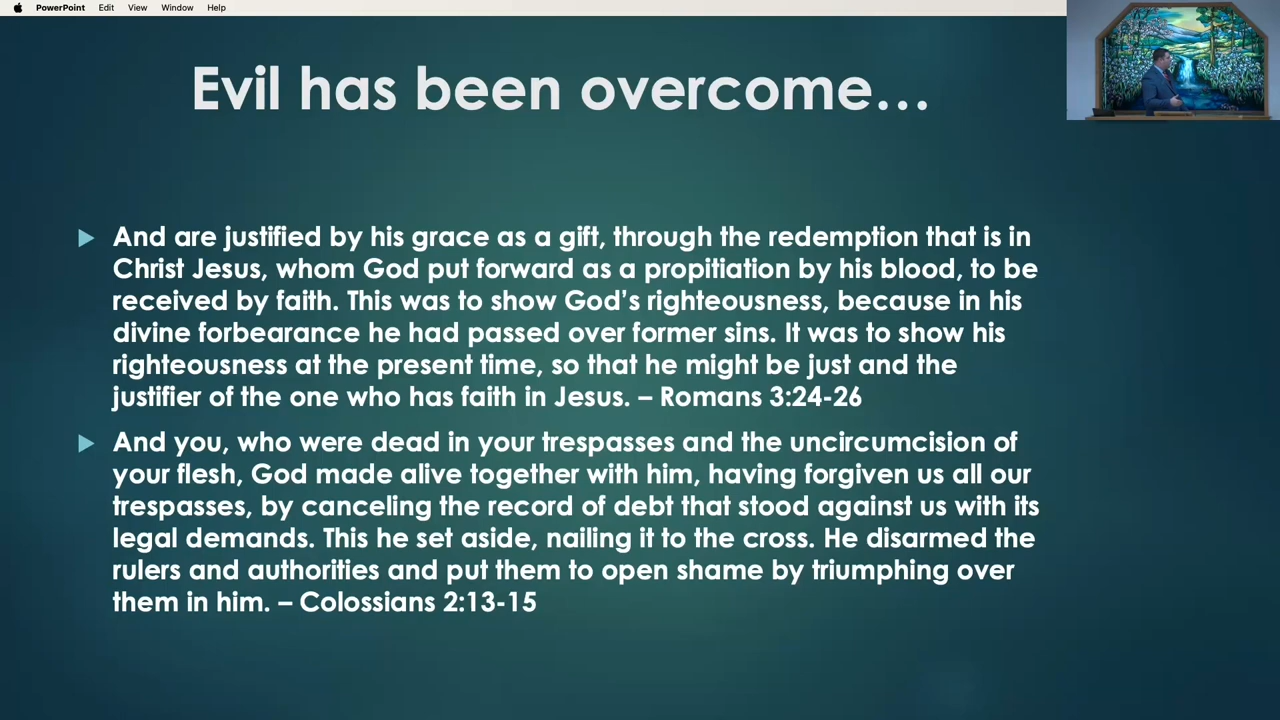 PowerPoint Edit View Window Help
Evil has been overcome…
And are justified by his grace as a gift, through the redemption that is in
Christ Jesus, whom God put forward as a propitiation by his blood, to be
received by faith. This was to show God’s righteousness, because in his
divine forbearance he had passed over former sins. It was to show his
righteousness at the present time, so that he might be just and the
justifier of the one who has faith in Jesus. – Romans 3:24-26
And you, who were dead in your trespasses and the uncircumcision of
your flesh, God made alive together with him, having forgiven us all our
trespasses, by canceling the record of debt that stood against us with its
legal demands. This he set aside, nailing it to the cross. He disarmed the
rulers and authorities and put them to open shame by triumphing over
them in him. – Colossians 2:13-15